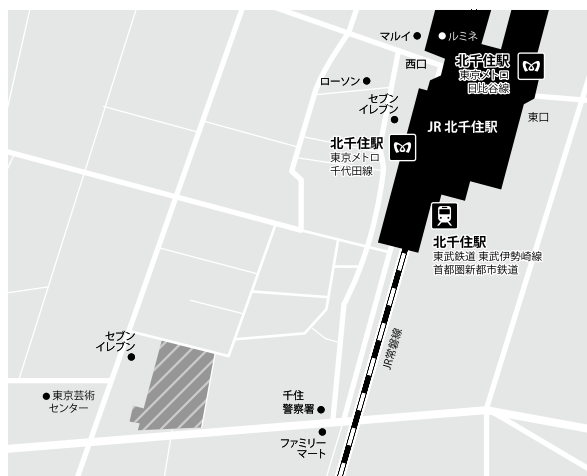 マルイ
ルミネ
西口
北千住駅
東京メトロ
日比谷線
ローソン
セブン
イレブン
東口
JR 北千住駅
北千住駅
東京メトロ
千代田線
北千住駅
東武鉄道 東武伊勢崎線
首都圏新都市鉄道
JR常磐線
セブン
イレブン
東京芸術
センター
千住
警察署
ファミリー
マート